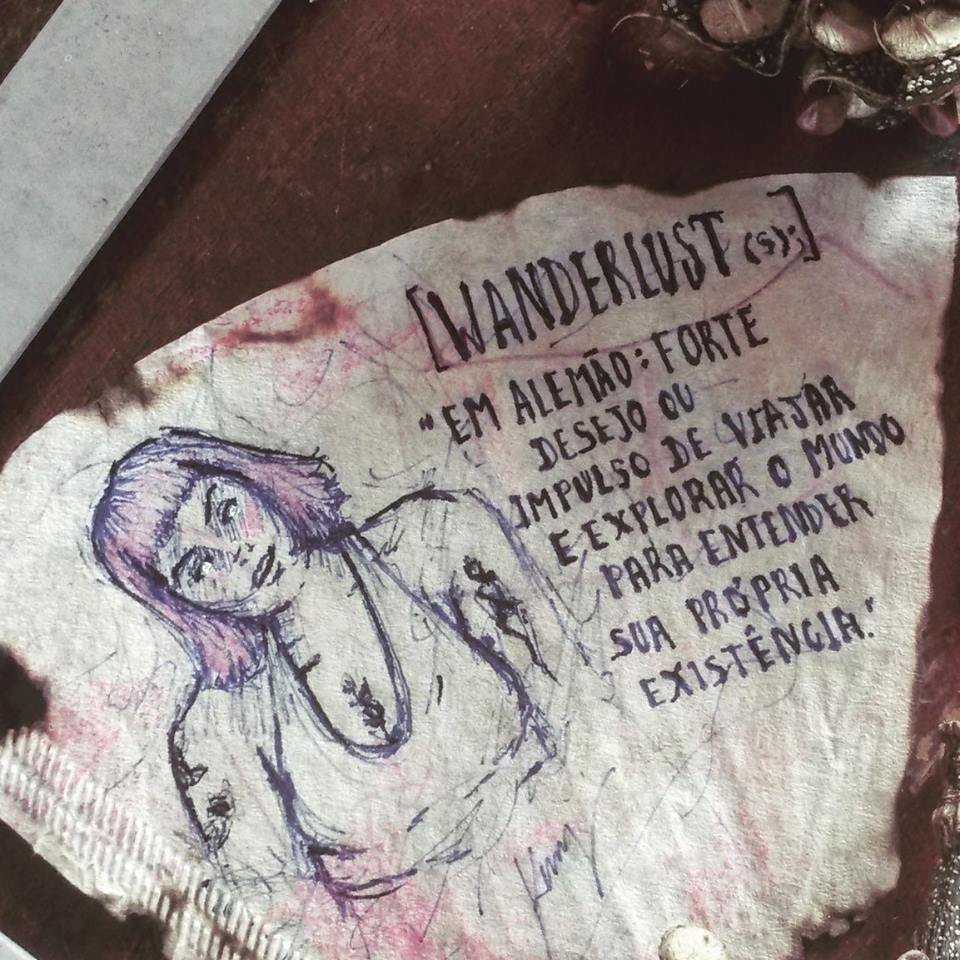 [WANDERLUST (s);]
"EM ALEMÃO: FORTE
DESEJO OU
IMPULSO DE VIAJAR
E EXPLORAR O MUNDO
PARA ENTENDER
SUA PRÓPRIA
EXISTÊNCIA."